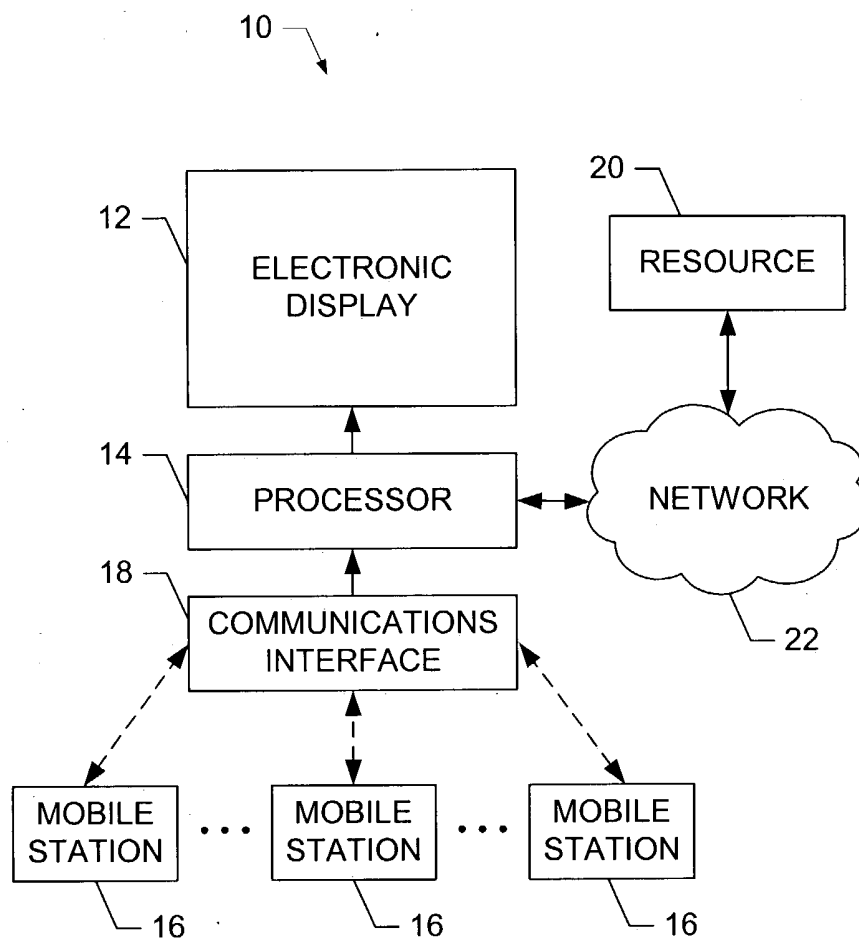 10
12
ELECTRONIC
DISPLAY
20
RESOURCE
14
PROCESSOR
NETWORK
18
COMMUNICATIONS
INTERFACE
22
MOBILE
STATION
MOBILE
STATION
MOBILE
STATION
16
16
16